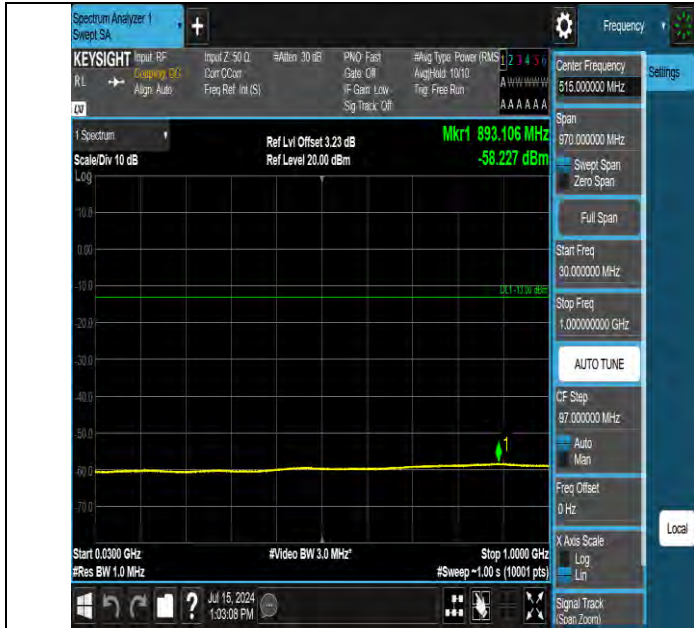 Spectrum Analyzer 1
Swept SA
+
Frequency
KEYSIGHT
RL
LXI
Input: RF
Coupling: DC
Align: Auto
Input Z: 50 Ω
Corr CCorr
Freq Ref: Int (S)
#Atten: 30 dB
PNO: Fast
Gate: Off
IF Gain: Low
Sig Track: Off
#Avg Type: Power (RMS
Avg|Hold: 10/10
Trig: Free Run
1 2 3 4 5 6
A W W W W W
A A A A A A
1 Spectrum
Scale/Div 10 dB
Log
Ref Lvl Offset 3.23 dB
Ref Level 20.00 dBm
Mkr1 893.106 MHz
-58.227 dBm
10.0
0.00
-10.0
DL1 -13.00 dBm
-30.0
-40.0
-50.0
1
-60.0
-70.0
Start 0.0300 GHz
#Res BW 1.0 MHz
#Video BW 3.0 MHz*
Stop 1.0000 GHz
#Sweep ~1.00 s (10001 pts)
?
Jul 15, 2024
1:03:08 PM
Center Frequency
515.000000 MHz
Settings
Span
970.000000 MHz
Swept Span
Zero Span
Full Span
Start Freq
30.000000 MHz
Stop Freq
1.000000000 GHz
AUTO TUNE
CF Step
97.000000 MHz
Auto
Man
Freq Offset
0 Hz
X Axis Scale
Log
Lin
Local
Signal Track
(Span Zoom)